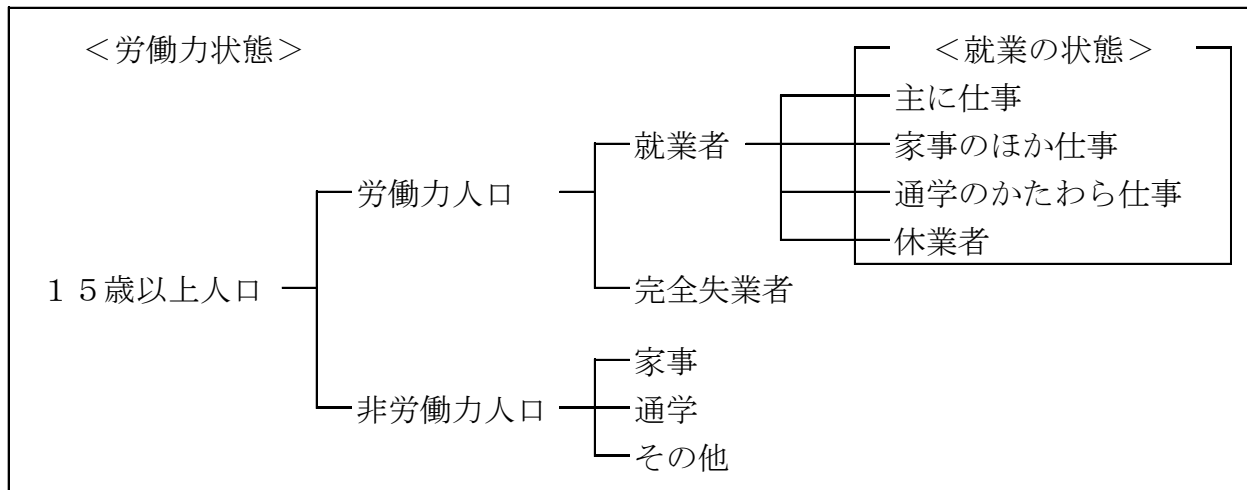 ＜労働力状態＞
＜就業の状態＞
主に仕事
就業者
家事のほか仕事
労働力人口
通学のかたわら仕事
休業者
１５歳以上人口
完全失業者
家事
非労働力人口
通学
その他